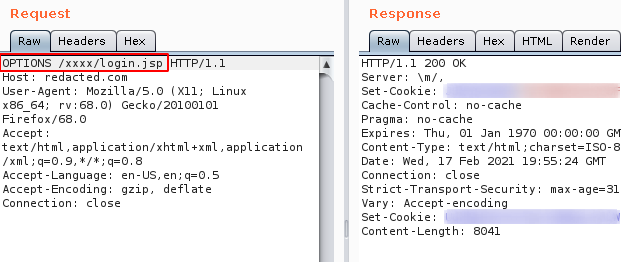 Request
Raw Headers Hex
OPTIONS /xxxx/login.jsp HTTP/1.1
Host: redacted.com
User-Agent: Mozilla/5.0 (X11; Linux
x86_64; rv:68.0) Gecko/20100101
Firefox/68.0
Accept:
text/html,application/xhtml+xml,application
/xml;q=0.9,*/*;q=0.8
Accept-Language: en-US,en;q=0.5
Accept-Encoding: gzip, deflate
Connection: close
Response
Raw Headers Hex HTML Render
HTTP/1.1 200 OK
Server: \m/,
Set-Cookie:
Cache-Control: no-cache
Pragma: no-cache
Expires: Thu, 01 Jan 1970 00:00:00 GM
Content-Type: text/html;charset=ISO-8
Date: Wed, 17 Feb 2021 19:55:24 GMT
Connection: close
Strict-Transport-Security: max-age=31
Vary: Accept-encoding
Set-Cookie:
Content-Length: 8041